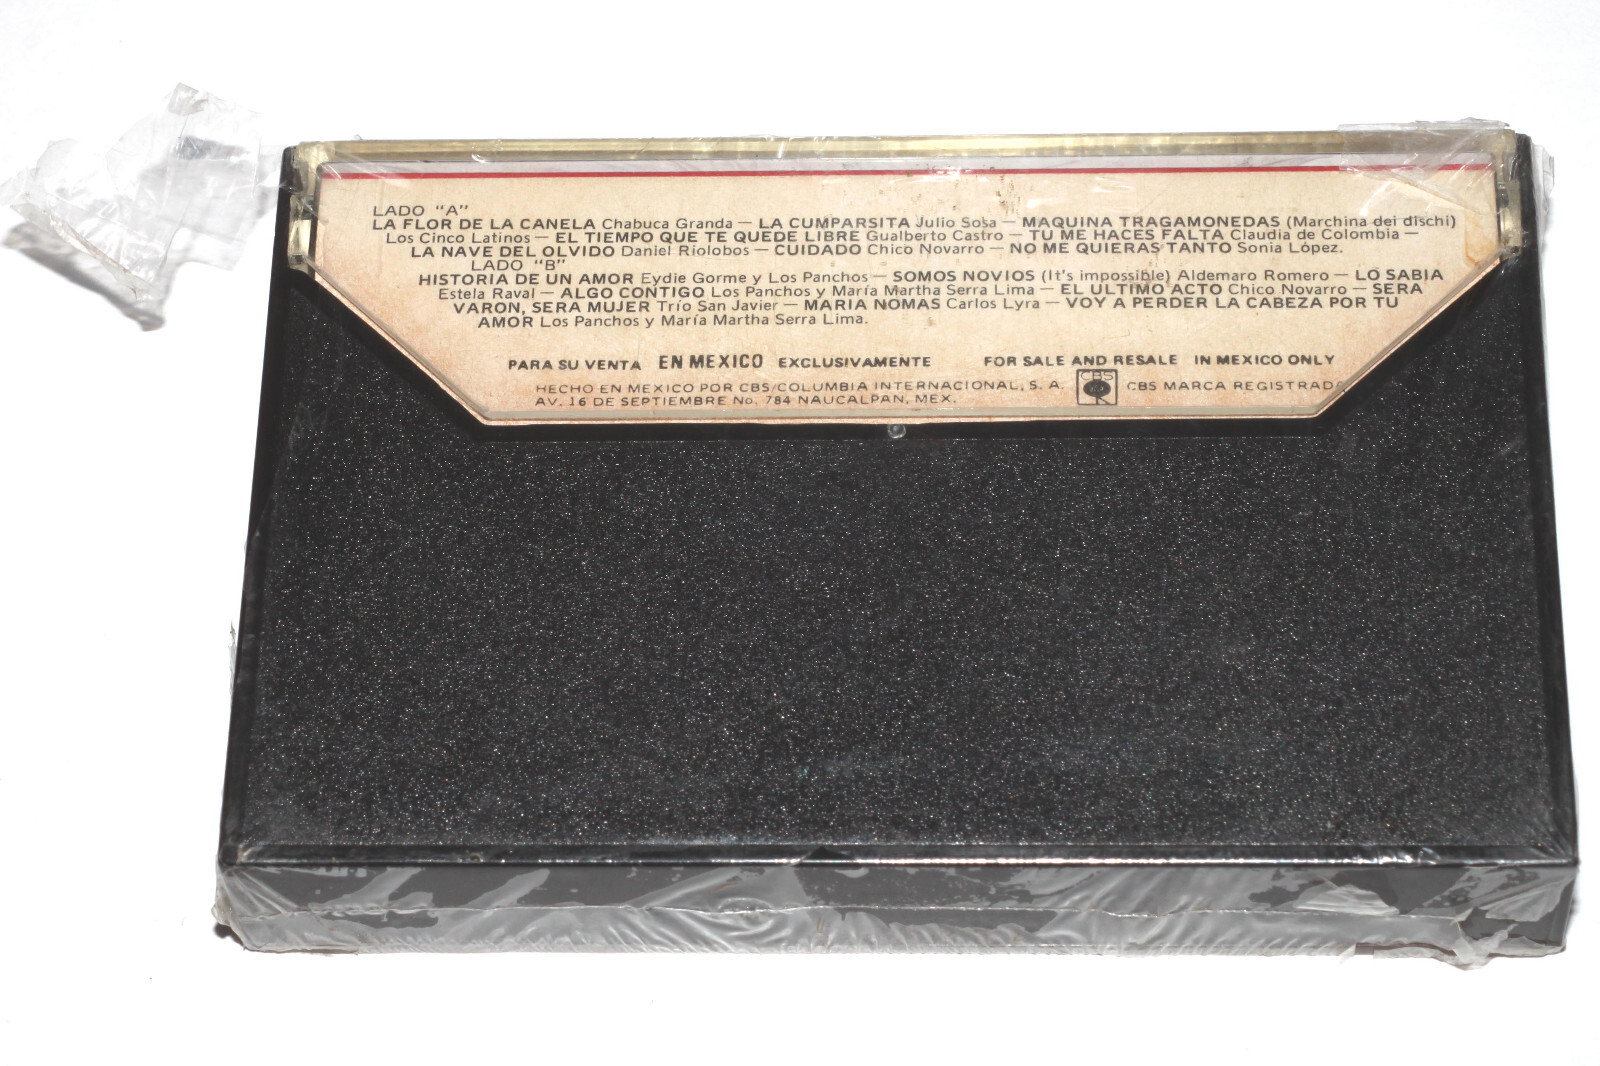 LADO "A"
LA FLOR DE LA CANELA Chabuca Granda — LA CUMPARSITA Julio Sosa — MAQUINA TRAGAMONEDAS (Marchina dei dischi)
Los Cinco Latinos — EL TIEMPO QUE TE QUEDE LIBRE Gualberto Castro — TU ME HACES FALTA Claudia de Colombia —
LA NAVE DEL OLVIDO Daniel Riolobos — CUIDADO Chico Novarro — NO ME QUIERAS TANTO Sonia López.
LADO "B"
HISTORIA DE UN AMOR Eydie Gorme y Los Panchos — SOMOS NOVIOS (It's impossible) Aldemaro Romero — LO SABIA
Estela Raval — ALGO CONTIGO Los Panchos y María Martha Serra Lima — EL ULTIMO ACTO Chico Novarro — SERA
VARON, SERA MUJER Trío San Javier — MARIA NOMAS Carlos Lyra — VOY A PERDER LA CABEZA POR TU
AMOR Los Panchos y María Martha Serra Lima.
PARA SU VENTA EN MEXICO EXCLUSIVAMENTE FOR SALE AND RESALE IN MEXICO ONLY
HECHO EN MEXICO POR CBS/COLUMBIA INTERNACIONAL, S. A. CBS CBS MARCA REGISTRADA
AV. 16 DE SEPTIEMBRE No. 784 NAUCALPAN, MEX.